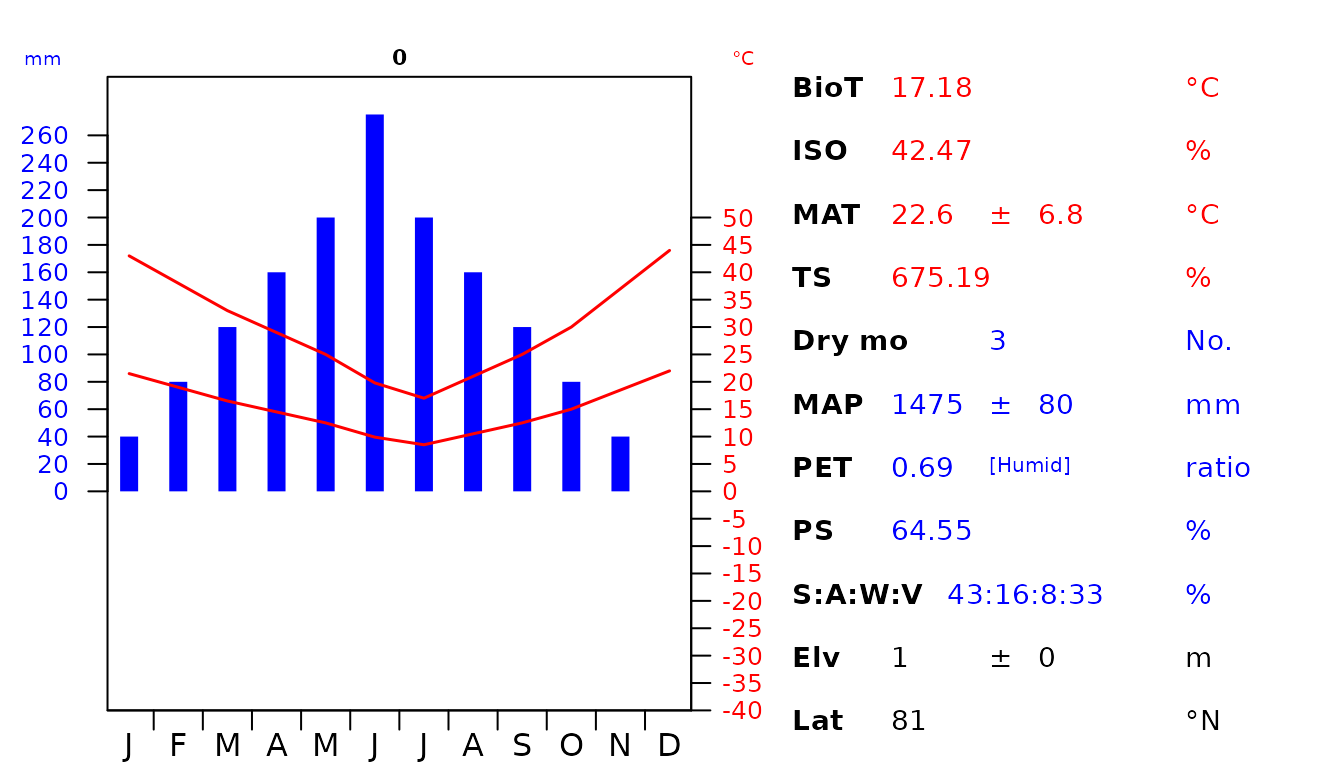 mm 0 °C
260
240
220
200
180
160
140
120
100
80
60
40
20
0
50
45
40
35
30
25
20
15
10
5
0
-5
-10
-15
-20
-25
-30
-35
-40
J F M A M J J A S O N D
BioT 17.18 °C
ISO 42.47 %
MAT 22.6 ± 6.8 °C
TS 675.19 %
Dry mo 3 No.
MAP 1475 ± 80 mm
PET 0.69 [Humid] ratio
PS 64.55 %
S:A:W:V 43:16:8:33 %
Elv 1 ± 0 m
Lat 81 °N